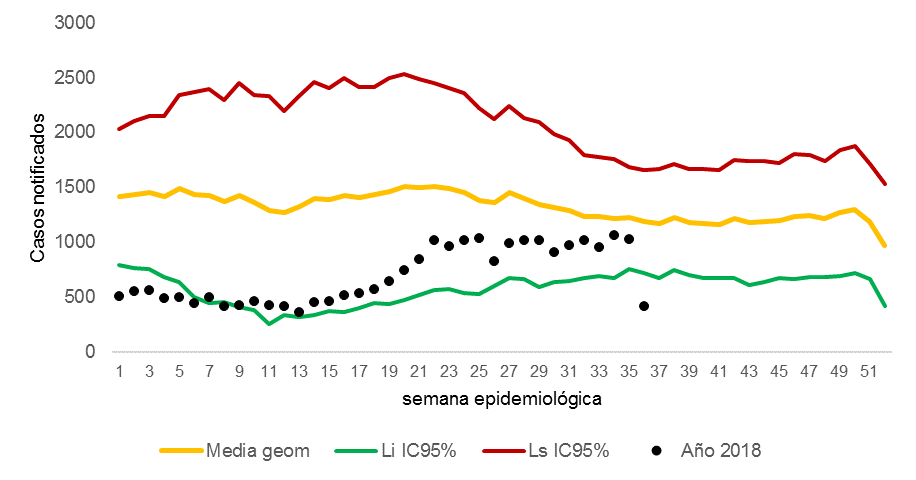 3000
2500
2000
1500
1000
500
0
Casos notificados
1 3 5 7 9 11 13 15 17 19 21 23 25 27 29 31 33 35 37 39 41 43 45 47 49 51
semana epidemiológica
Media geom Li IC95% Ls IC95% Año 2018